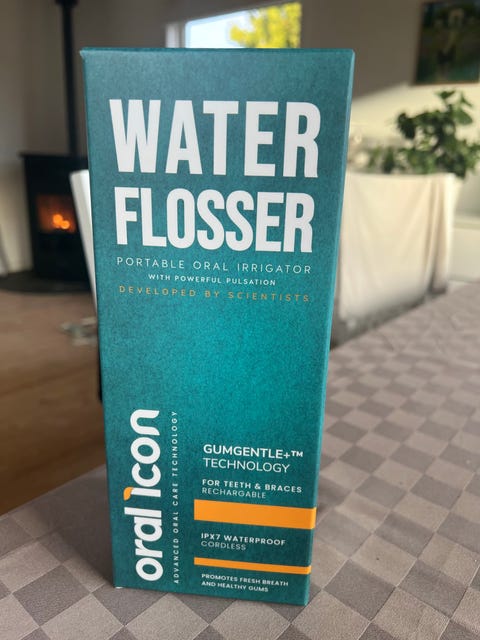 WATER
FLOSSER
PORTABLE ORAL IRRIGATOR
WITH POWERFUL PULSATION
DEVELOPED BY SCIENTISTS
oral icon
ADVANCED ORAL CARE TECHNOLOGY
GUMGENTLE+™
TECHNOLOGY
FOR TEETH & BRACES
RECHARGABLE
IPX7 WATERPROOF
CORDLESS
PROMOTES FRESH BREATH
AND HEALTHY GUMS